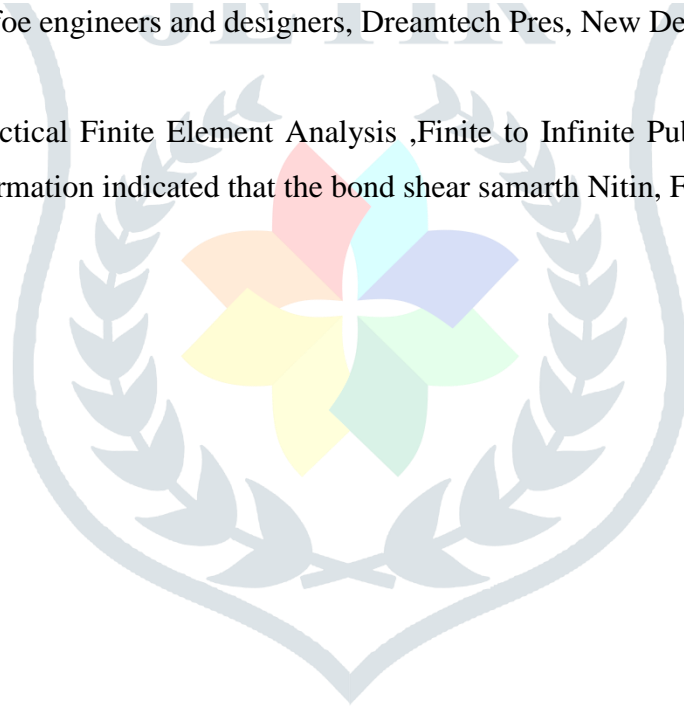 JETIR
foe engineers and designers, Dreamtech Pres, New De
ctical Finite Element Analysis ,Finite to Infinite Pub
rmation indicated that the bond shear samarth Nitin, F